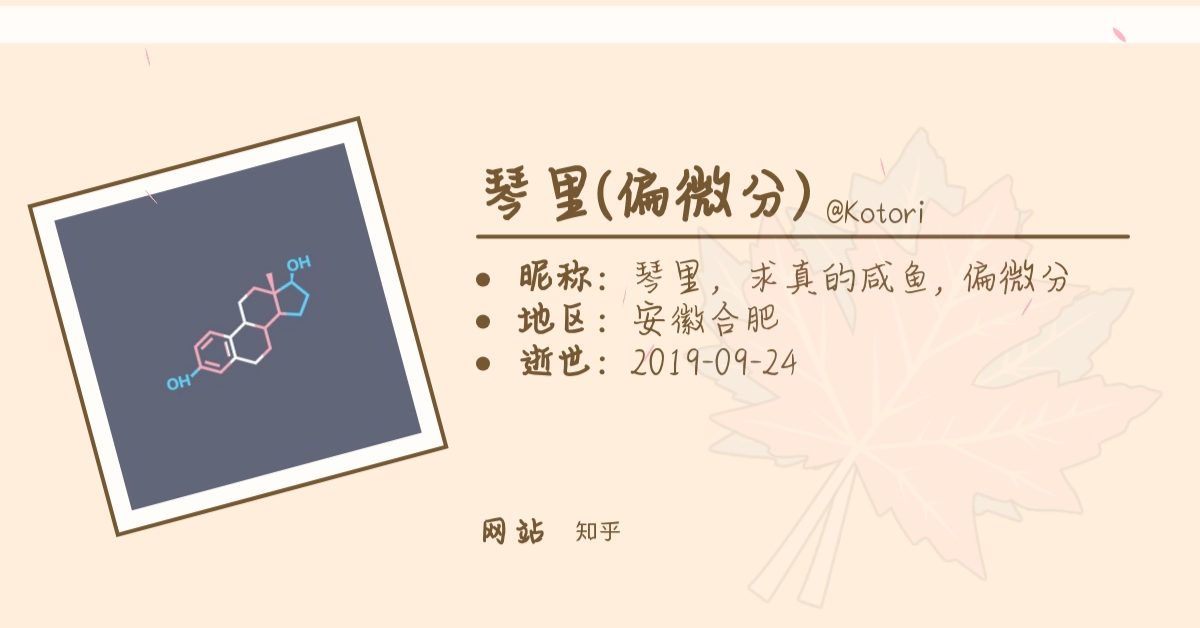 琴里(偏微分) @Kotori
● 昵称：琴里，求真的咸鱼，偏微分
● 地区：安徽合肥
● 逝世：2019-09-24
OH
OH
网站 知乎